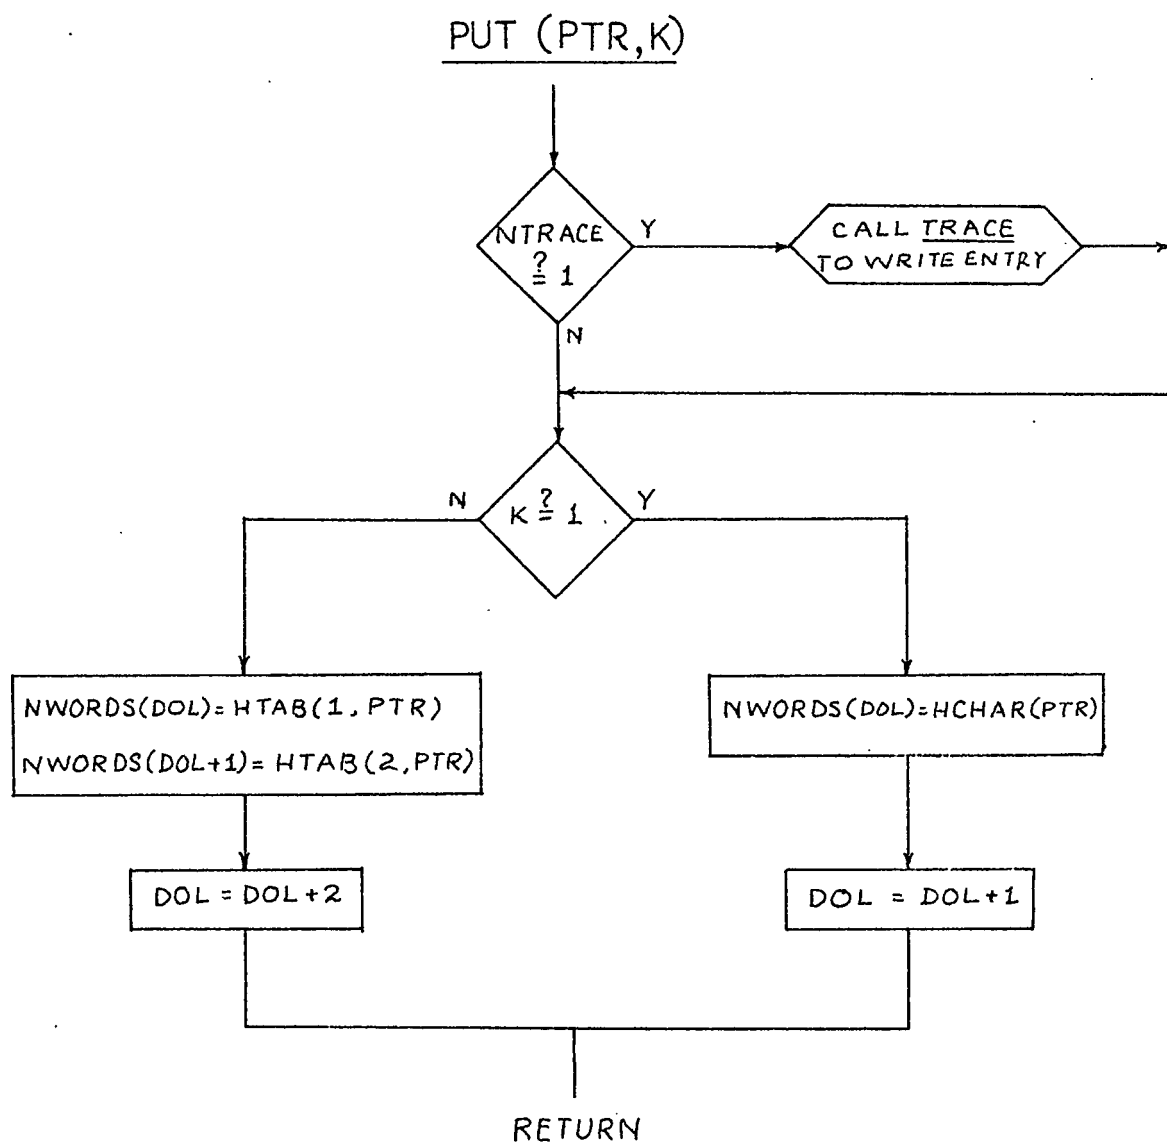 PUT (PTR,K)
NTRACE
?
= 1
Y
CALL TRACE
TO WRITE ENTRY
N
N
K ?= 1
Y
NWORDS(DOL)=HTAB(1,PTR)
NWORDS(DOL+1)=HTAB(2,PTR)
NWORDS(DOL)=HCHAR(PTR)
DOL = DOL+2
DOL = DOL+1
RETURN